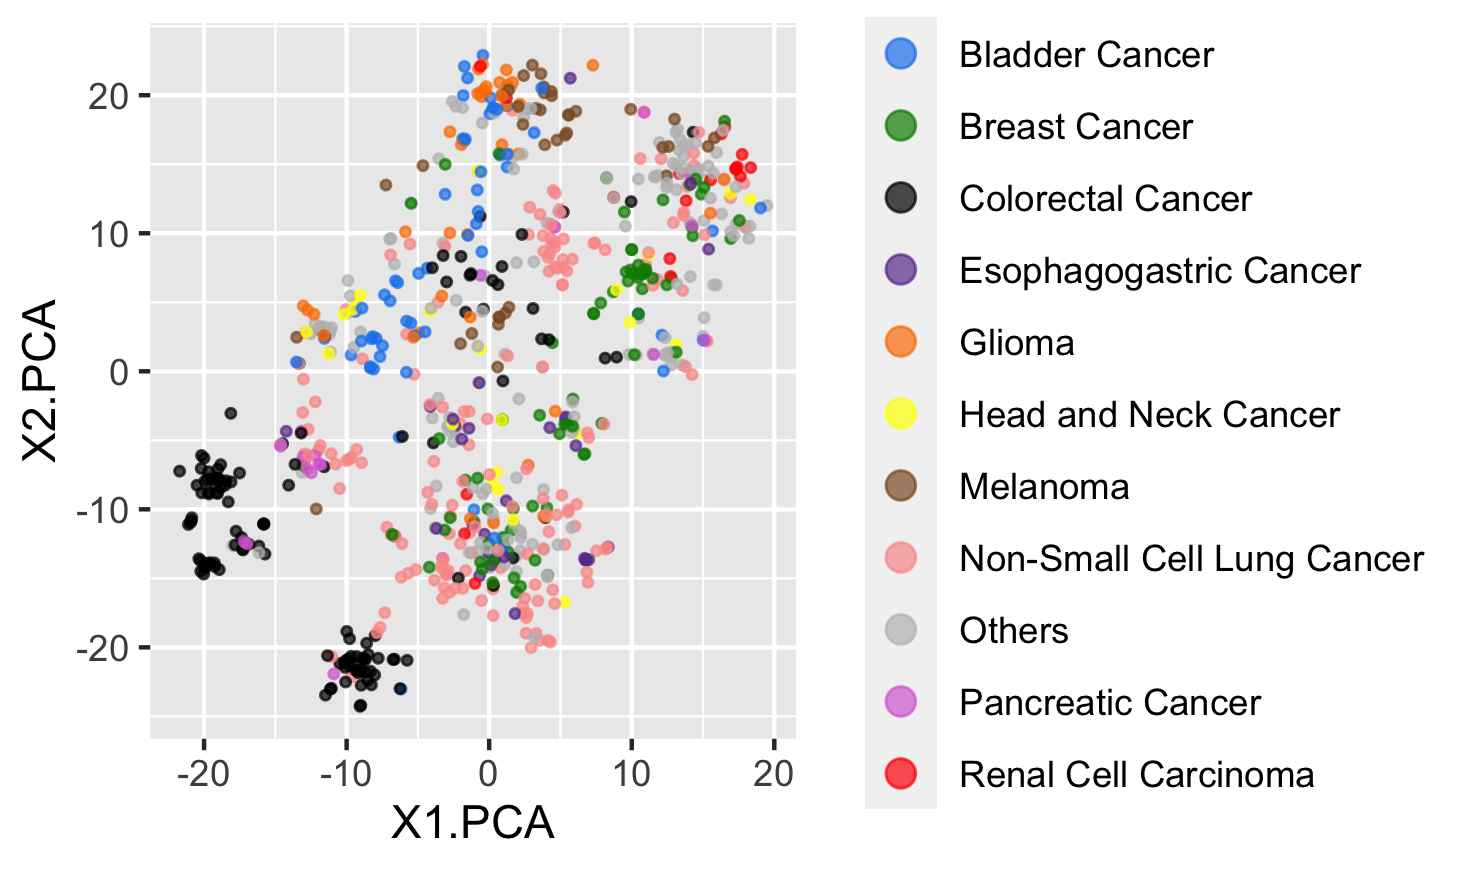 20
10
0
-10
-20
X2.PCA
-20
-10
0
10
20
X1.PCA
Bladder Cancer
Breast Cancer
Colorectal Cancer
Esophagogastric Cancer
Glioma
Head and Neck Cancer
Melanoma
Non-Small Cell Lung Cancer
Others
Pancreatic Cancer
Renal Cell Carcinoma